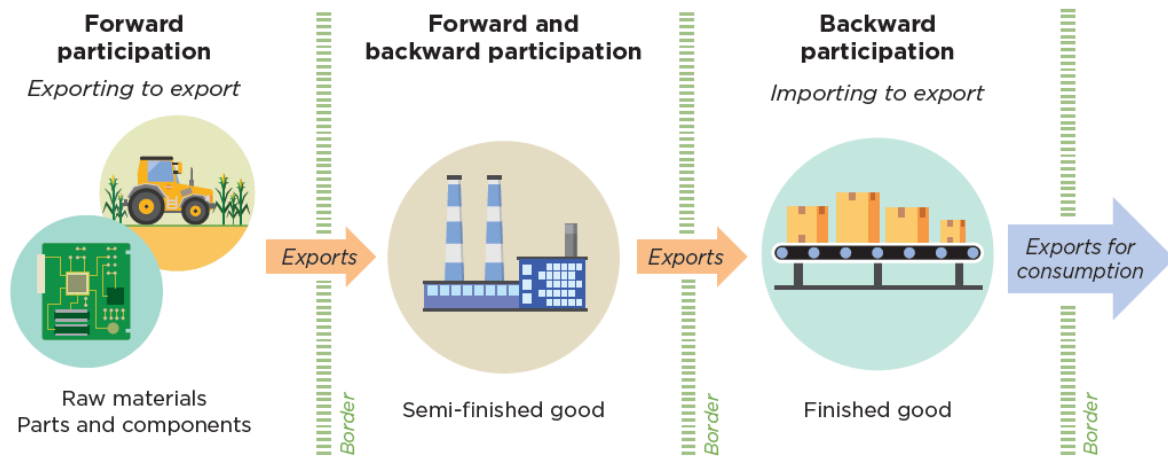 Forward
participation
Exporting to export
Forward and
backward participation
Backward
participation
Importing to export
Exports
Exports
Exports for
consumption
Raw materials
Parts and components
Border
Semi-finished good
Border
Finished good
Border